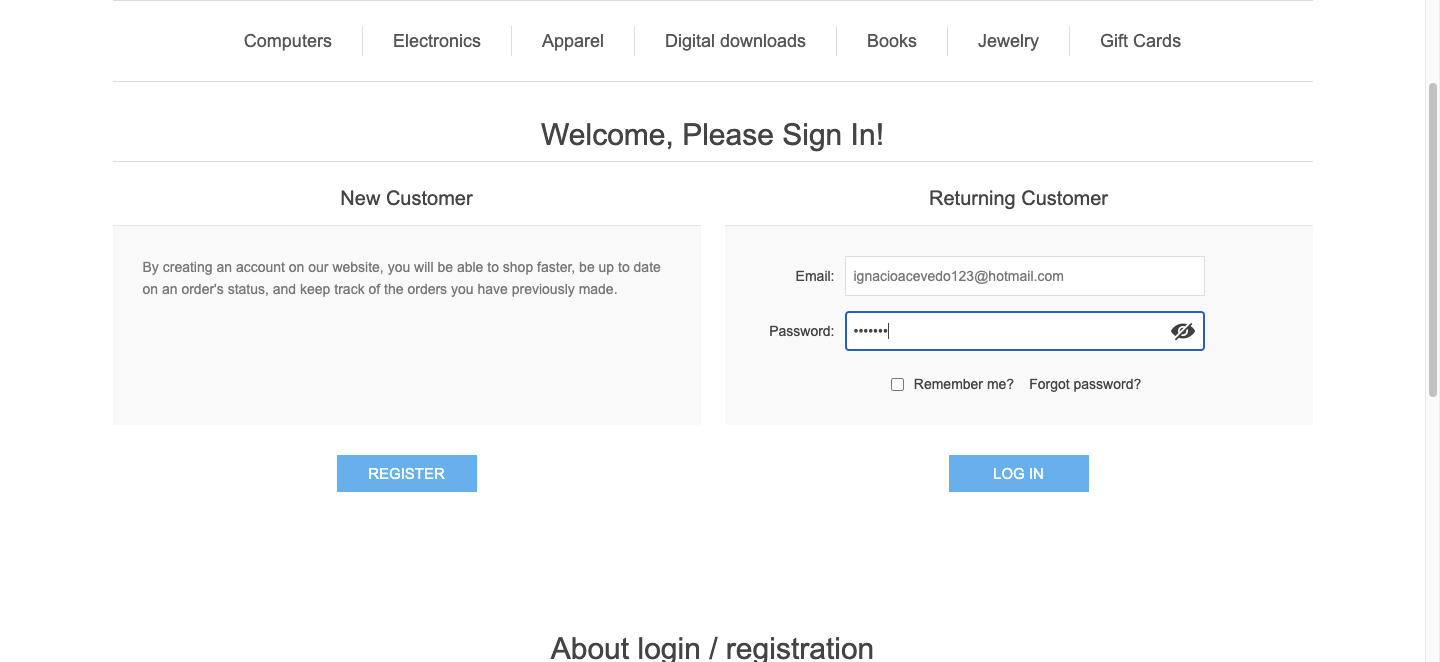 Computers Electronics Apparel Digital downloads Books Jewelry Gift Cards
Welcome, Please Sign In!
New Customer
By creating an account on our website, you will be able to shop faster, be up to date
on an order's status, and keep track of the orders you have previously made.
REGISTER
Returning Customer
Email: ignacioacevedo123@hotmail.com
Password: •••••••
Remember me? Forgot password?
LOG IN
About login / registration